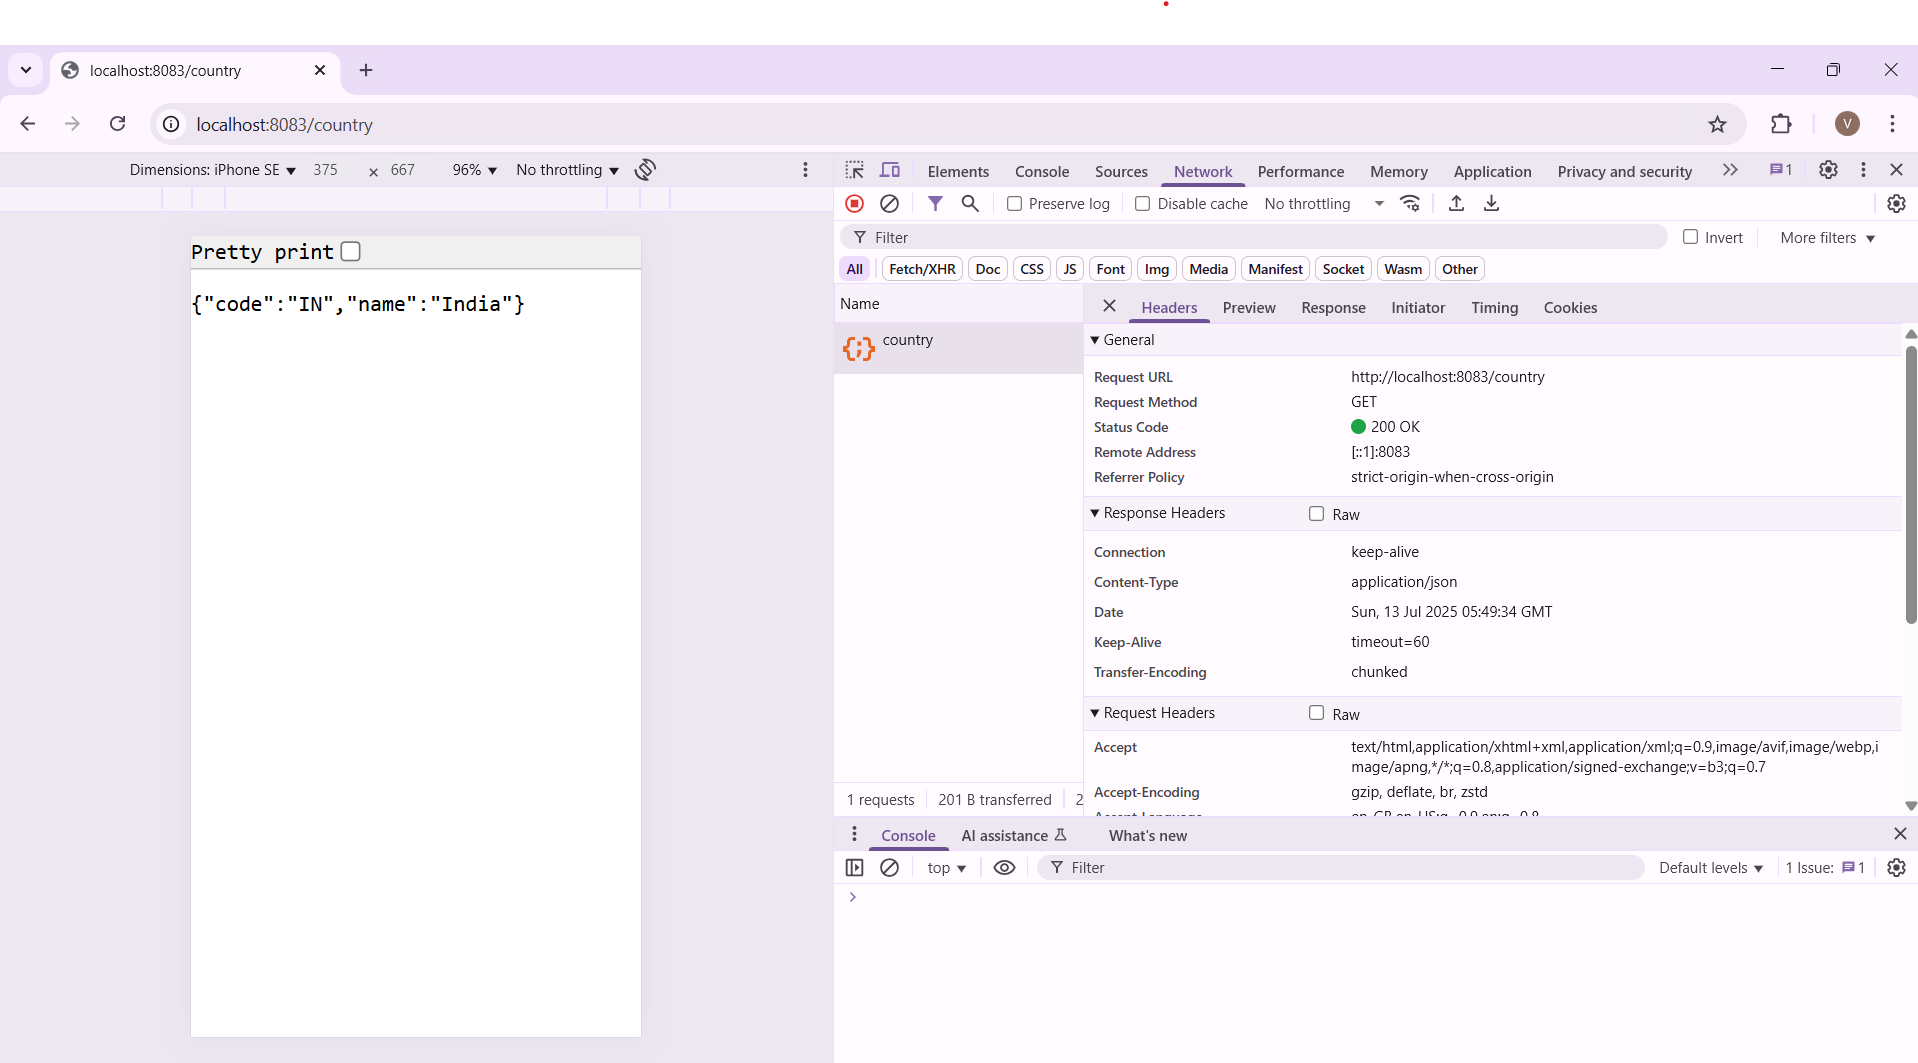 localhost:8083/country
localhost:8083/country
V
Dimensions: iPhone SE 375 × 667 96% No throttling
Elements Console Sources Network Performance Memory Application Privacy and security 1
Preserve log Disable cache No throttling
Filter Invert More filters
All Fetch/XHR Doc CSS JS Font Img Media Manifest Socket Wasm Other
Pretty print
{"code":"IN","name":"India"}
Name
country
Headers Preview Response Initiator Timing Cookies
General
Request URL http://localhost:8083/country
Request Method GET
Status Code 200 OK
Remote Address [::1]:8083
Referrer Policy strict-origin-when-cross-origin
Response Headers Raw
Connection keep-alive
Content-Type application/json
Date Sun, 13 Jul 2025 05:49:34 GMT
Keep-Alive timeout=60
Transfer-Encoding chunked
Request Headers Raw
Accept text/html,application/xhtml+xml,application/xml;q=0.9,image/avif,image/webp,i
mage/apng,*/*;q=0.8,application/signed-exchange;v=b3;q=0.7
Accept-Encoding gzip, deflate, br, zstd
1 requests 201 B transferred 2
Console AI assistance What's new
top Filter Default levels 1 Issue: 1